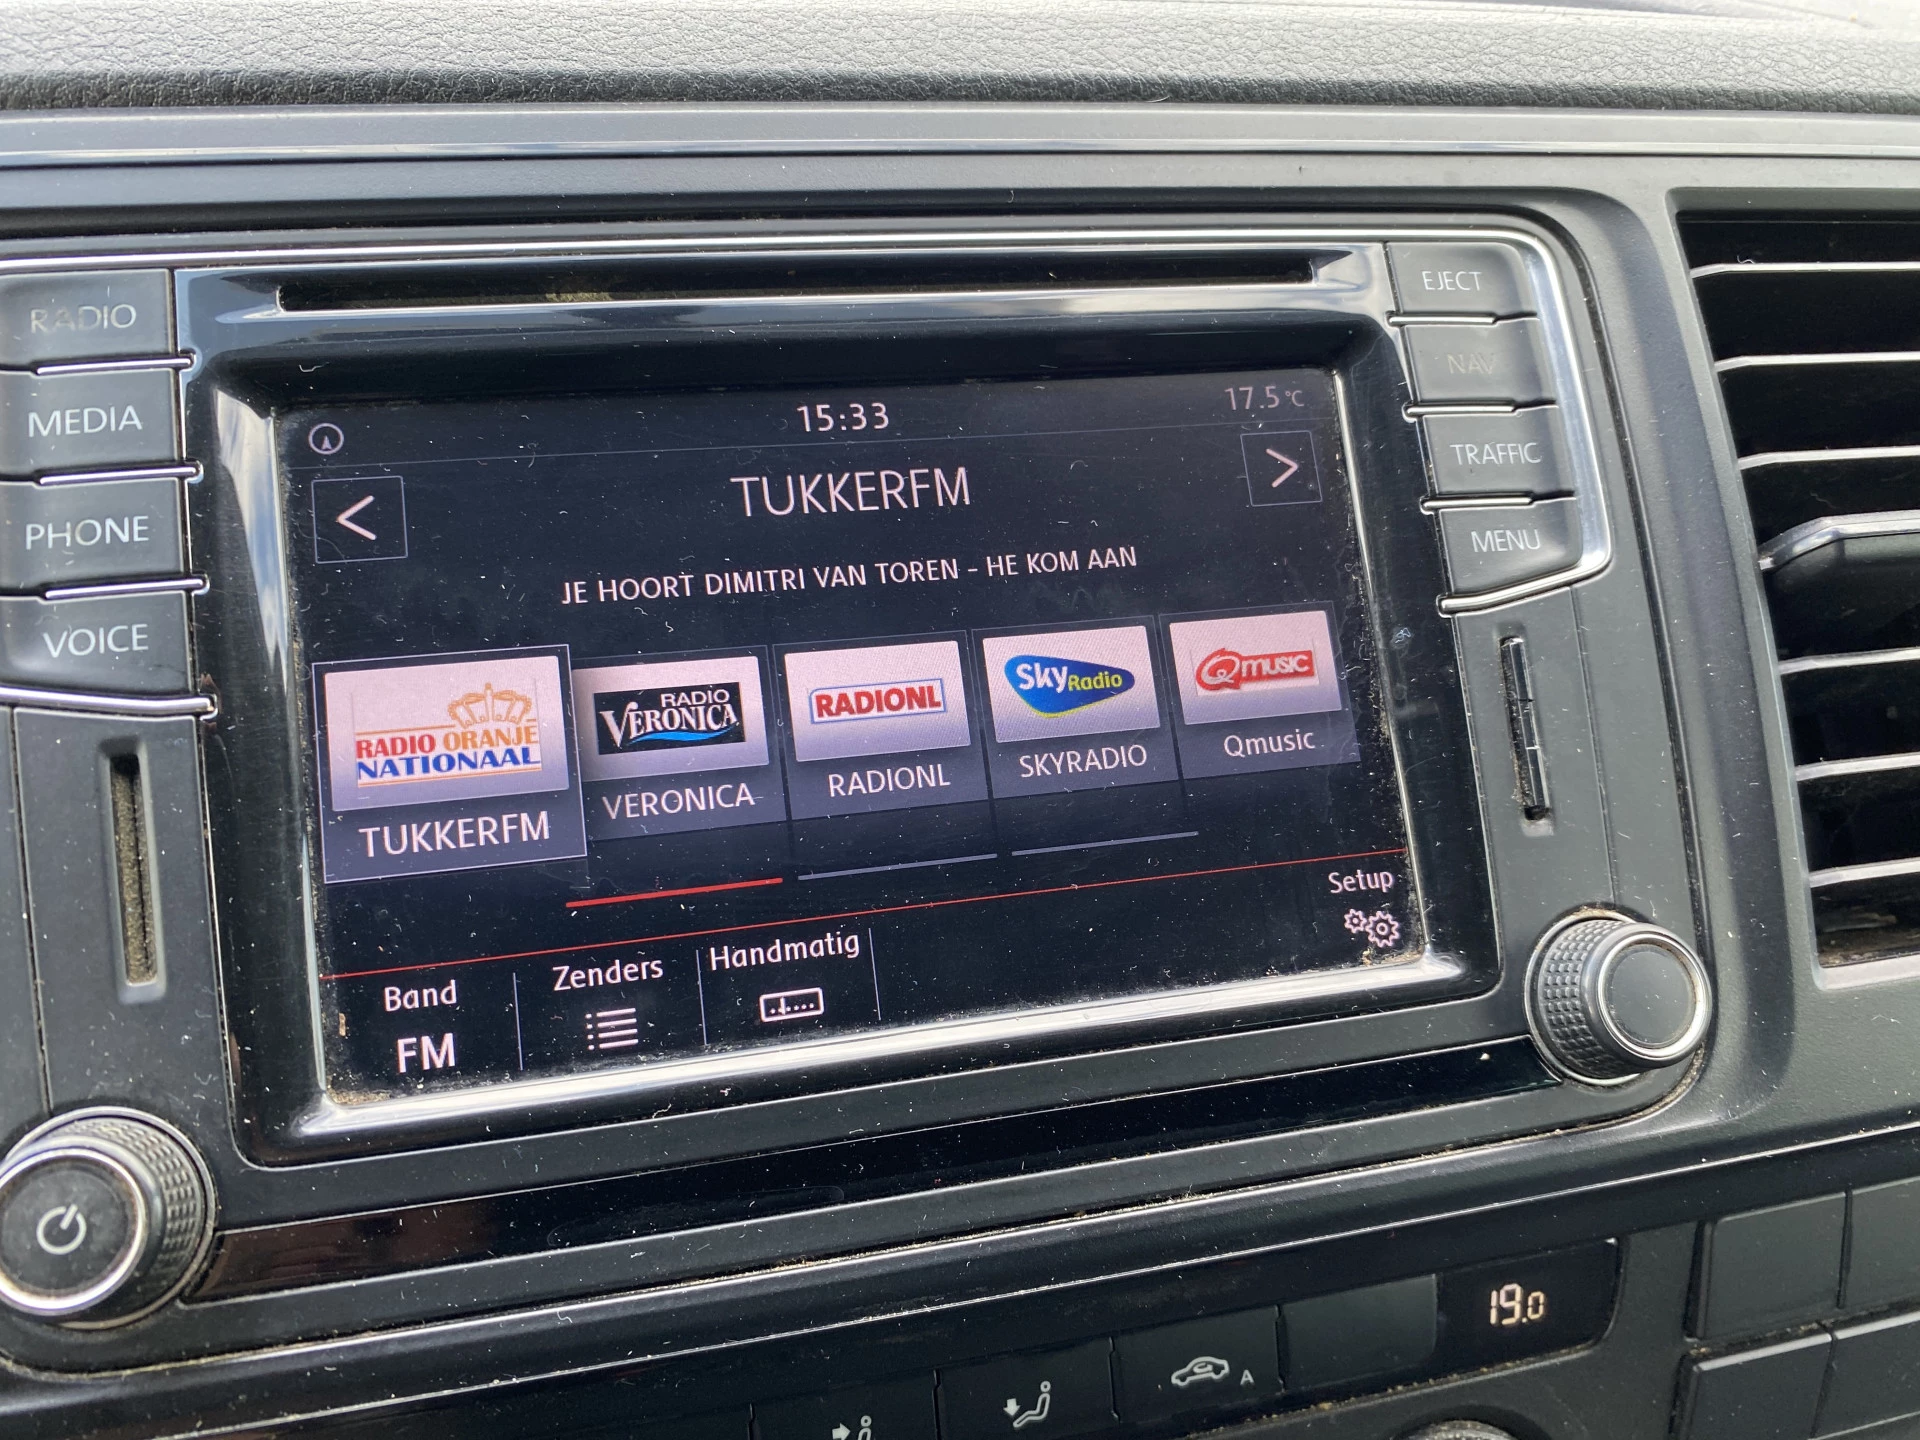 RADIO
MEDIA
PHONE
VOICE
EJECT
NAV
TRAFFIC
MENU
15:33
17.5°C
TUKKERFM
<
>
JE HOORT DIMITRI VAN TOREN - HE KOM AAN
RADIO ORANJE
NATIONAAL
TUKKERFM
RADIO
VERONICA
VERONICA
RADIONL
RADIONL
Sky Radio
SKYRADIO
Qmusic
Qmusic
Band
FM
Zenders
Handmatig
Setup
19.0
A